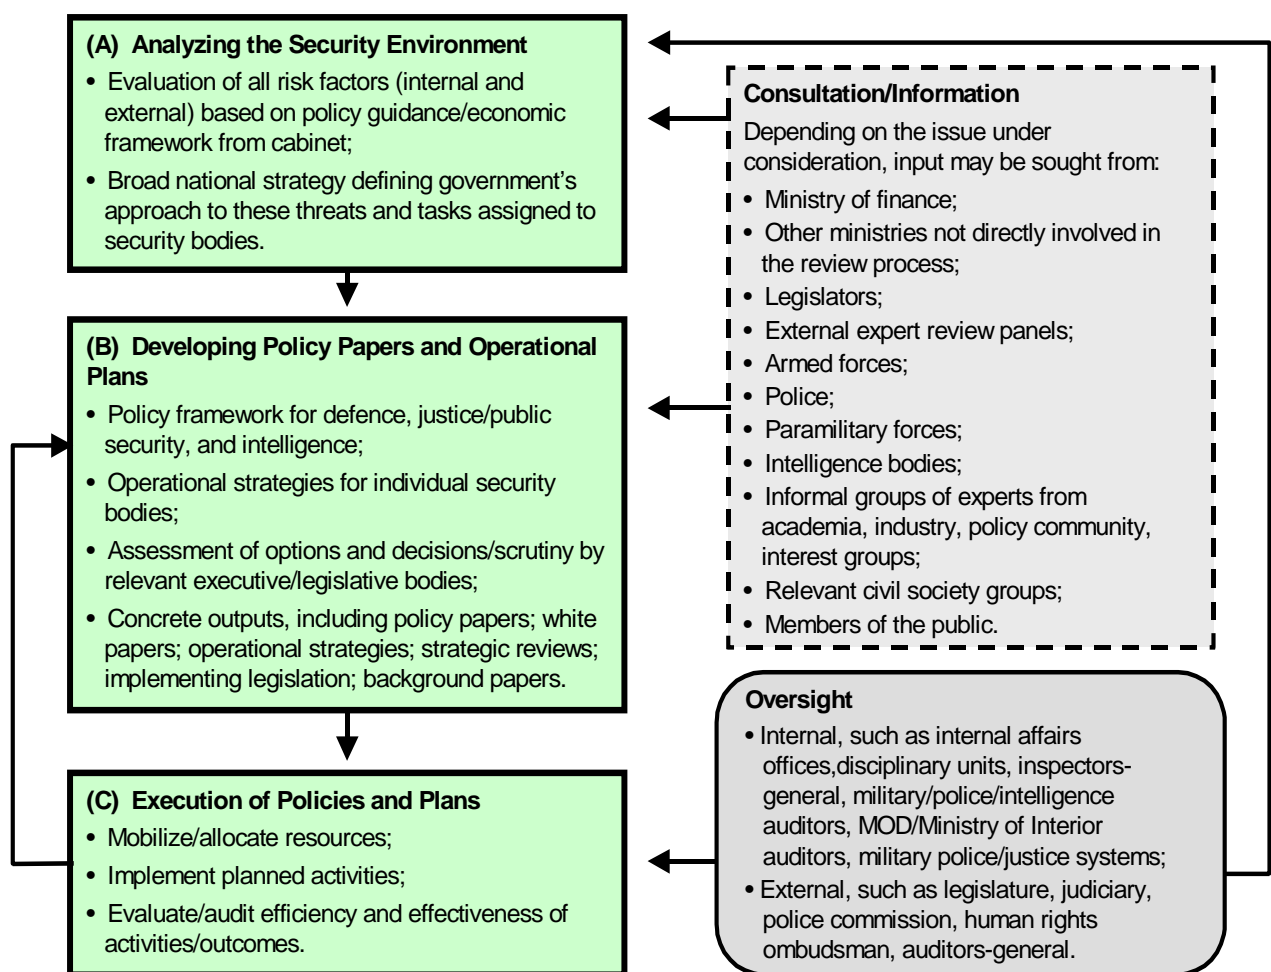 (A) Analyzing the Security Environment
• Evaluation of all risk factors (internal and
external) based on policy guidance/economic
framework from cabinet;
• Broad national strategy defining government’s
approach to these threats and tasks assigned to
security bodies.
(B) Developing Policy Papers and Operational
Plans
• Policy framework for defence, justice/public
security, and intelligence;
• Operational strategies for individual security
bodies;
• Assessment of options and decisions/scrutiny by
relevant executive/legislative bodies;
• Concrete outputs, including policy papers; white
papers; operational strategies; strategic reviews;
implementing legislation; background papers.
(C) Execution of Policies and Plans
• Mobilize/allocate resources;
• Implement planned activities;
• Evaluate/audit efficiency and effectiveness of
activities/outcomes.
Consultation/Information
Depending on the issue under
consideration, input may be sought from:
• Ministry of finance;
• Other ministries not directly involved in
the review process;
• Legislators;
• External expert review panels;
• Armed forces;
• Police;
• Paramilitary forces;
• Intelligence bodies;
• Informal groups of experts from
academia, industry, policy community,
interest groups;
• Relevant civil society groups;
• Members of the public.
Oversight
• Internal, such as internal affairs
offices,disciplinary units, inspectors-
general, military/police/intelligence
auditors, MOD/Ministry of Interior
auditors, military police/justice systems;
• External, such as legislature, judiciary,
police commission, human rights
ombudsman, auditors-general.